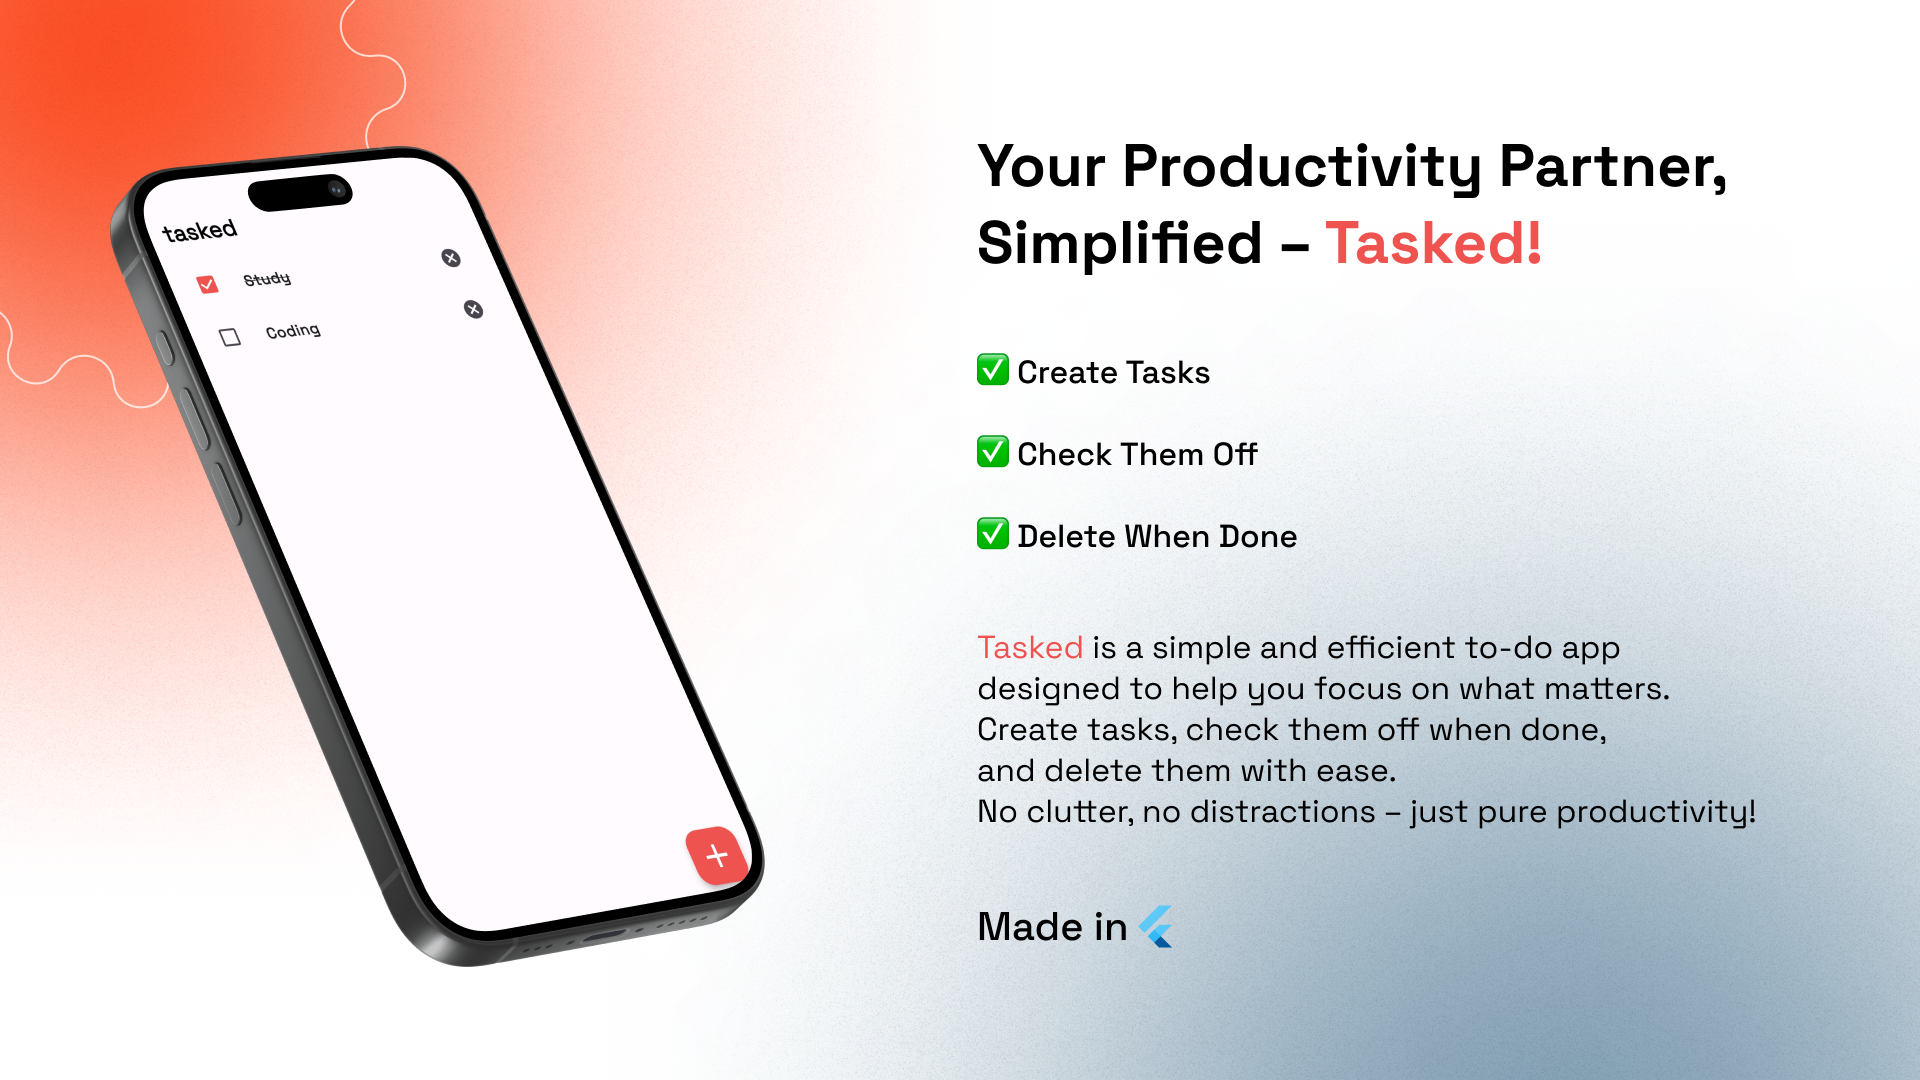 tasked
Study
Coding
Your Productivity Partner,
Simplified – Tasked!
✅ Create Tasks
✅ Check Them Off
✅ Delete When Done
Tasked is a simple and efficient to-do app
designed to help you focus on what matters.
Create tasks, check them off when done,
and delete them with ease.
No clutter, no distractions – just pure productivity!
Made in